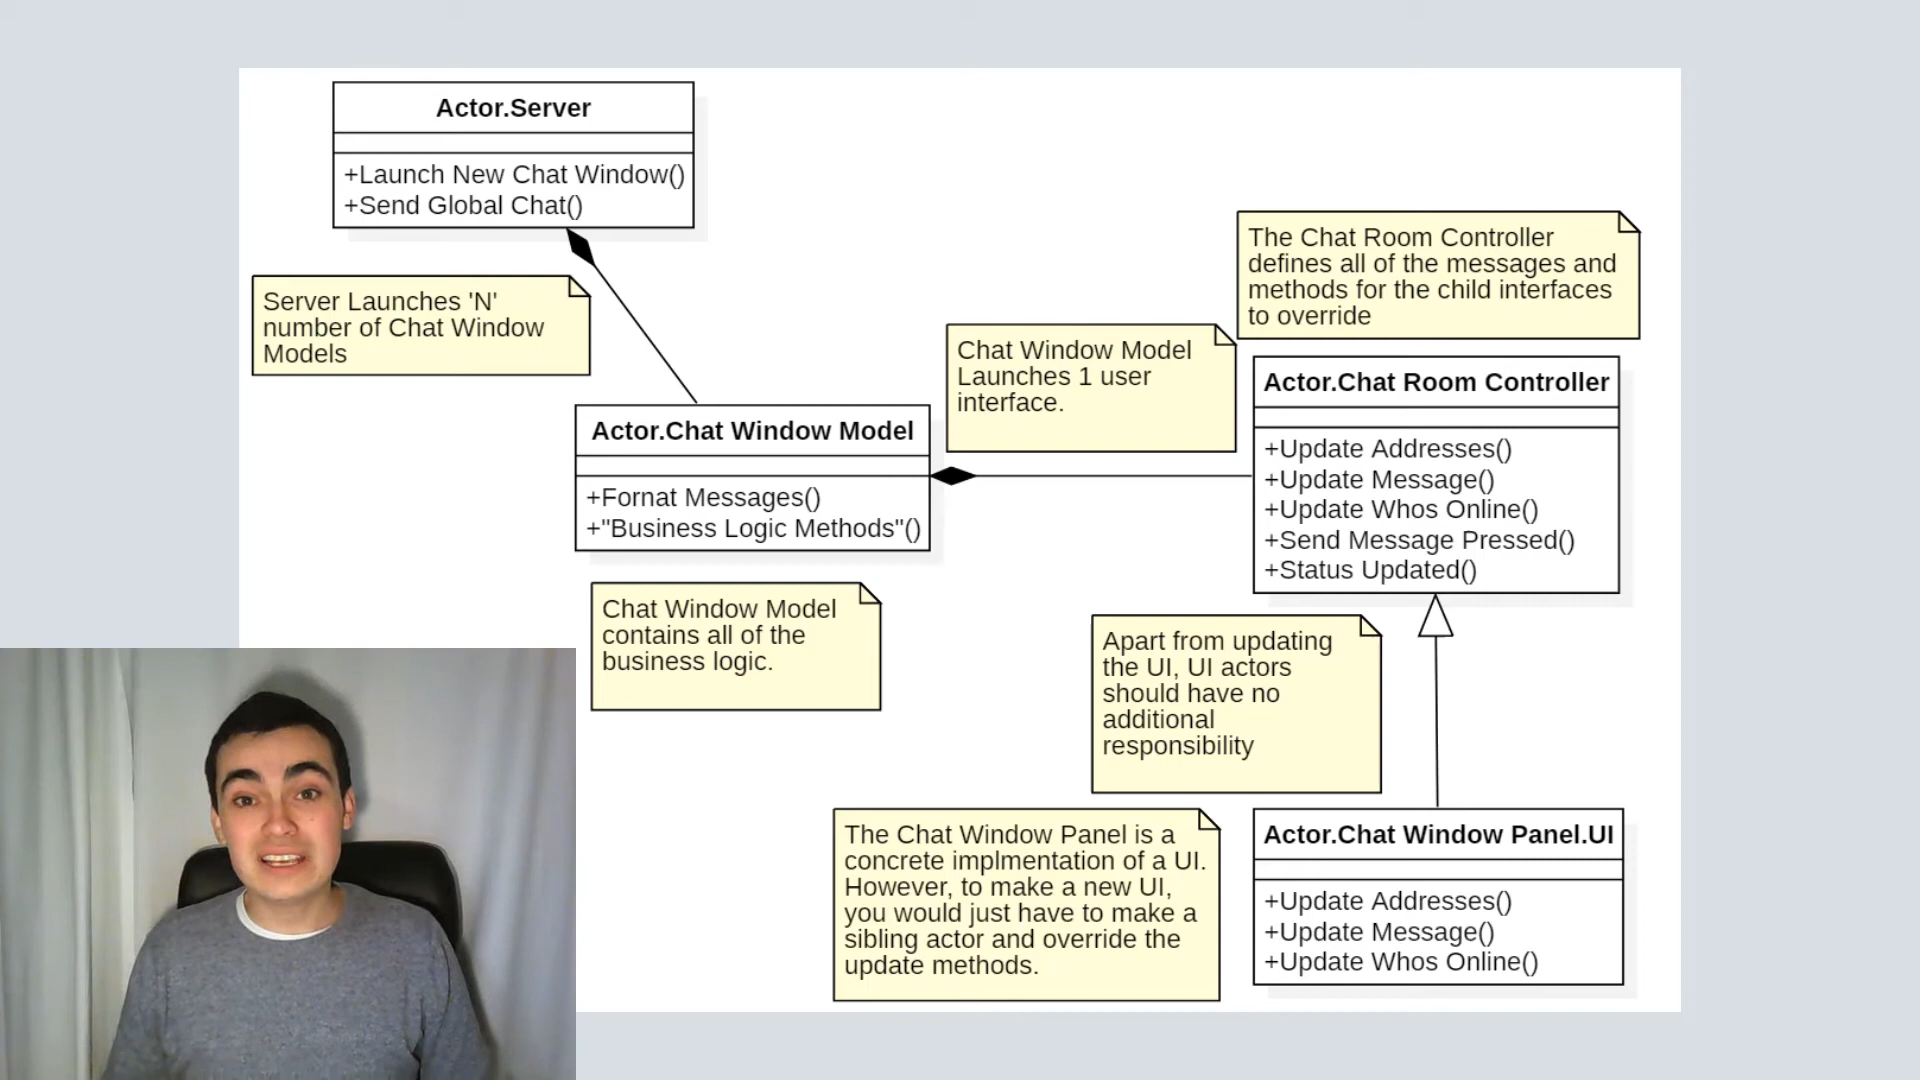 Actor.Server
+Launch New Chat Window()
+Send Global Chat()
Server Launches 'N'
number of Chat Window
Models
The Chat Room Controller
defines all of the messages and
methods for the child interfaces
to override
Chat Window Model
Launches 1 user
interface.
Actor.Chat Room Controller
+Update Addresses()
+Update Message()
+Update Whos Online()
+Send Message Pressed()
+Status Updated()
Actor.Chat Window Model
+Fornat Messages()
+"Business Logic Methods"()
Chat Window Model
contains all of the
business logic.
Apart from updating
the UI, UI actors
should have no
additional
responsibility
The Chat Window Panel is a
concrete implmentation of a UI.
However, to make a new UI,
you would just have to make a
sibling actor and override the
update methods.
Actor.Chat Window Panel.UI
+Update Addresses()
+Update Message()
+Update Whos Online()